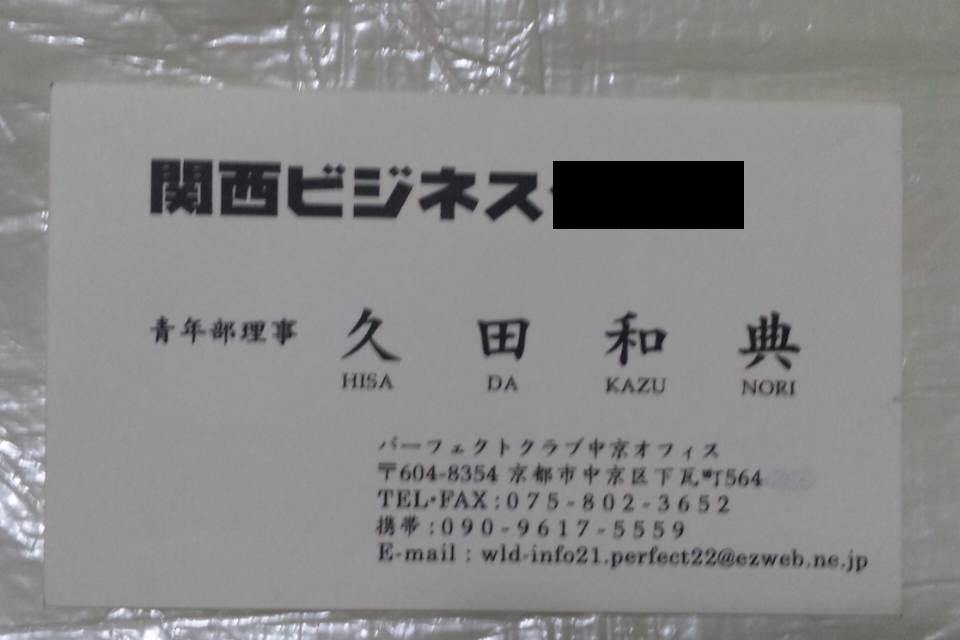 関西ビジネス
青年部理事 久田和典
HISA DA KAZU NORI
パーフェクトクラブ中京オフィス
〒604-8354 京都市中京区下瓦町564
TEL・FAX:075-802-3652
携帯:090-9617-5559
E-mail : wld-info21.perfect22@ezweb.ne.jp